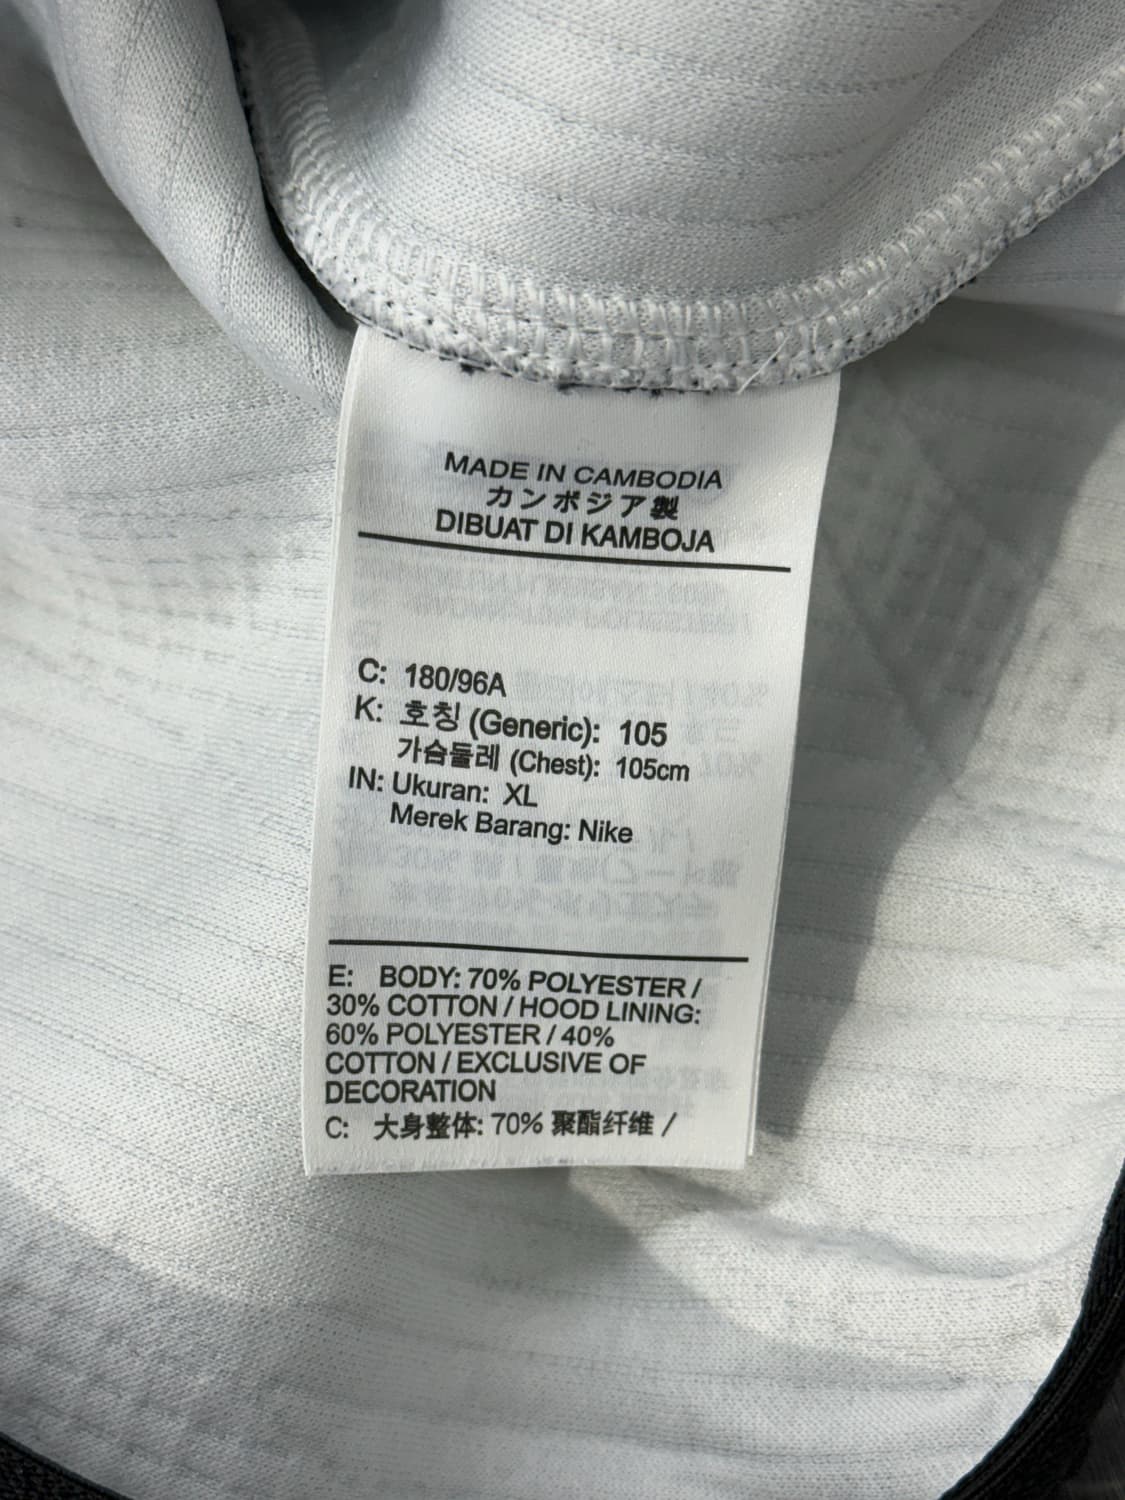 MADE IN CAMBODIA
カンボジア製
DIBUAT DI KAMBOJA
C: 180/96A
K: 호칭 (Generic): 105
가슴둘레 (Chest): 105cm
IN: Ukuran: XL
Merek Barang: Nike
E: BODY: 70% POLYESTER /
30% COTTON / HOOD LINING:
60% POLYESTER / 40%
COTTON / EXCLUSIVE OF
DECORATION
C: 大身整体: 70% 聚酯纤维 /